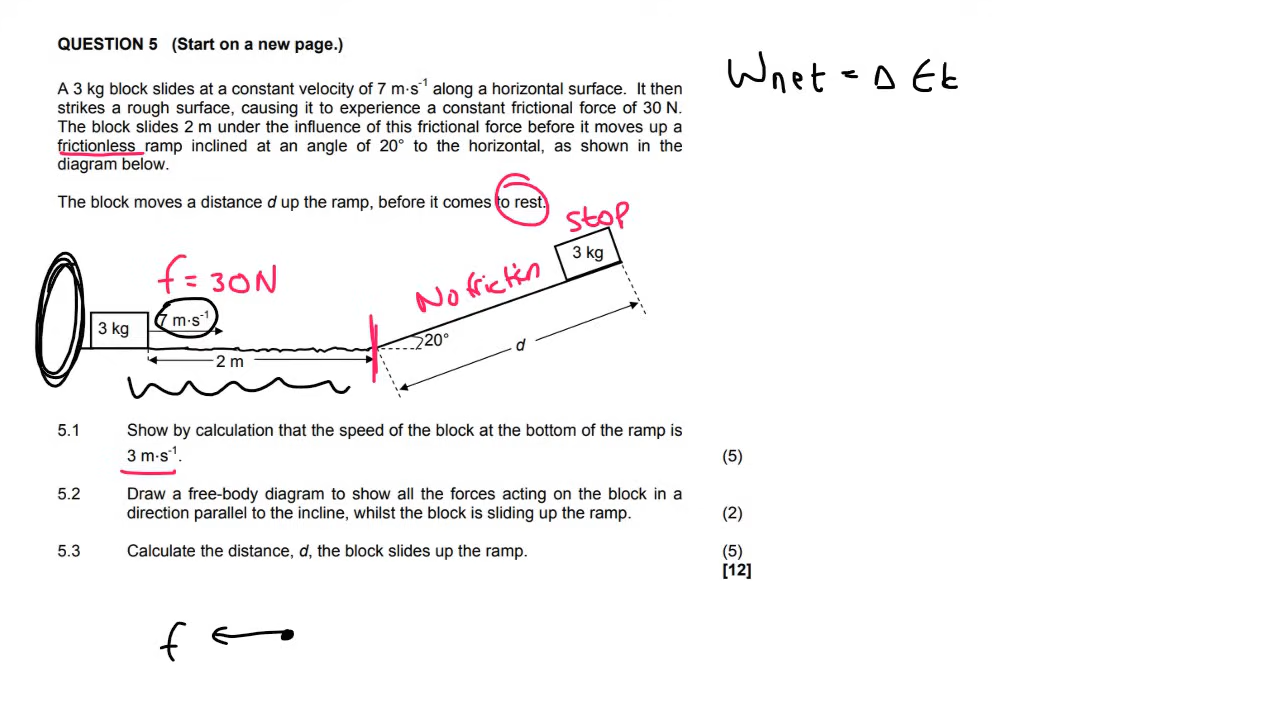 QUESTION 5 (Start on a new page.)
Wnet = Δ Ek
A 3 kg block slides at a constant velocity of 7 m·s⁻¹ along a horizontal surface. It then
strikes a rough surface, causing it to experience a constant frictional force of 30 N.
The block slides 2 m under the influence of this frictional force before it moves up a
frictionless ramp inclined at an angle of 20° to the horizontal, as shown in the
diagram below.
The block moves a distance d up the ramp, before it comes to rest.
stop
3 kg
No friction
f = 30N
7 m·s⁻¹
3 kg
20°
d
2 m
5.1 Show by calculation that the speed of the block at the bottom of the ramp is
3 m·s⁻¹. (5)
5.2 Draw a free-body diagram to show all the forces acting on the block in a
direction parallel to the incline, whilst the block is sliding up the ramp. (2)
5.3 Calculate the distance, d, the block slides up the ramp. (5)
[12]
f